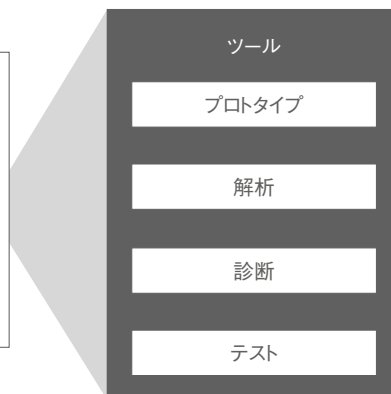 ツール
プロトタイプ
解析
診断
テスト